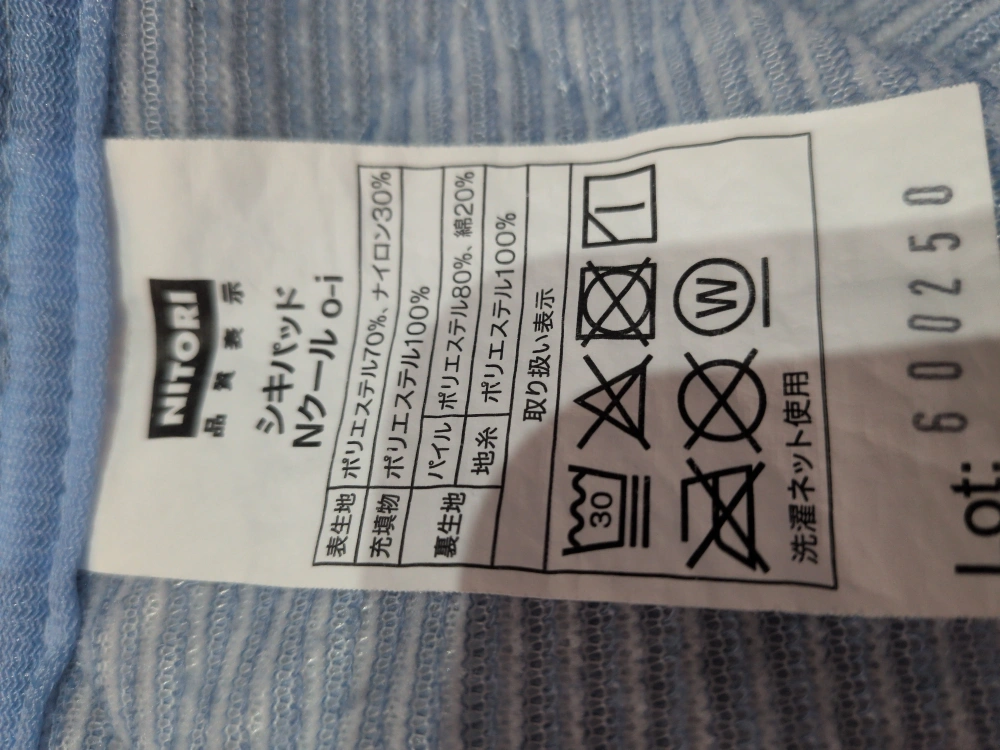 NITORI
品質表示
シキパッド
Nクール o-i
表生地 ポリエステル70%、ナイロン30%
充填物 ポリエステル100%
裏生地 パイル ポリエステル80%、綿20%
地糸 ポリエステル100%
取り扱い表示
30
W
洗濯ネット使用
Lot:
600250